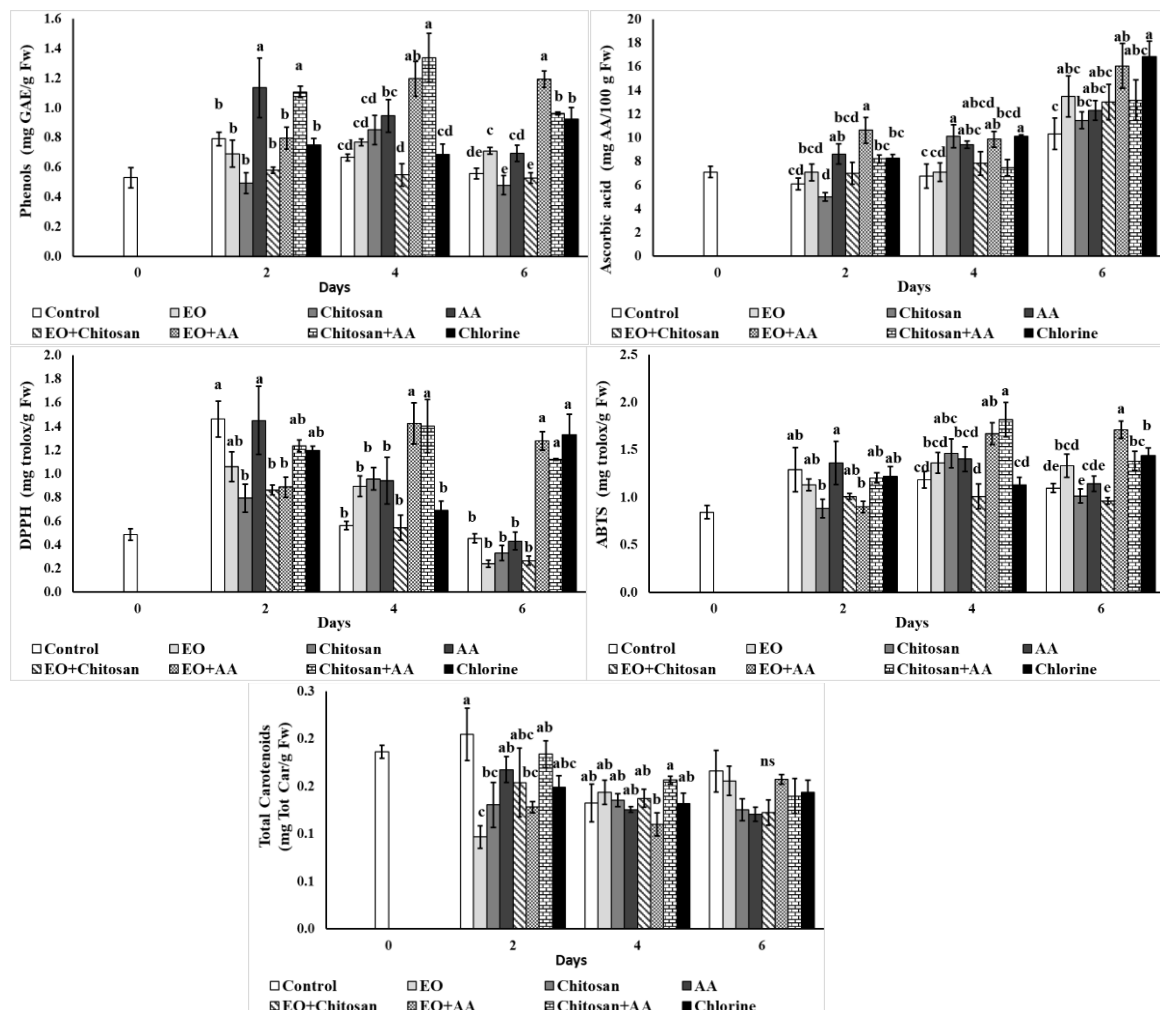 Phenols (mg GAE/g Fw)
1.6
1.4
1.2
1.0
0.8
0.6
0.4
0.2
0.0
b b b a b b a b
cd cd cd bc d ab a cd
de c e c e a b b
0 2 4 6
Days
Control EO Chitosan AA
EO+Chitosan EO+AA Chitosan+AA Chlorine
Ascorbic acid (mg AA/100 g Fw)
20
18
16
14
12
10
8
6
4
2
0
cd bcd d ab bcd a bc bc
c cd a abc abcd ab bcd a
c abc bc abc abc ab abc a
0 2 4 6
Days
Control EO Chitosan AA
EO+Chitosan EO+AA Chitosan+AA Chlorine
DPPH (mg trolox/g Fw)
2.0
1.8
1.6
1.4
1.2
1.0
0.8
0.6
0.4
0.2
0.0
a ab b a b b ab ab
b b b b b a a b
b b b b b a a a
0 2 4 6
Days
Control EO Chitosan AA
EO+Chitosan EO+AA Chitosan+AA Chlorine
ABTS (mg trolox/g Fw)
2.5
2.0
1.5
1.0
0.5
0.0
ab ab b a ab b ab ab
cd bcd abc bcd d ab a cd
de bcd e cde e a bc b
0 2 4 6
Days
Control EO Chitosan AA
EO+Chitosan EO+AA Chitosan+AA Chlorine
Total Carotenoids
(mg Tot Car/g Fw)
0.3
0.2
0.2
0.1
0.1
0.0
a c bc ab abc bc ab abc
ab ab ab ab ab b a ab
ns
0 2 4 6
Days
Control EO Chitosan AA
EO+Chitosan EO+AA Chitosan+AA Chlorine